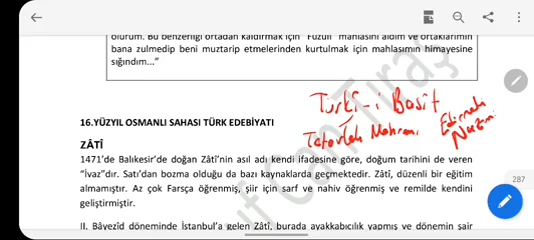 olurum. Bu benzerliği ortadan kaldırmak için "Fuzûlî" mahlasını aldım ve ortaklarımın
bana zulmedip beni muztarip etmelerinden kurtulmak için mahlasımın himayesine
sığındım..."
Türkî-i Basit
Tatavlalı Mahremi
Edirneli Nazmi
16.YÜZYIL OSMANLI SAHASI TÜRK EDEBİYATI
ZÂTÎ
1471'de Balıkesir'de doğan Zâtî'nin asıl adı kendi ifadesine göre, doğum tarihini de veren
"İvaz"dır. Satı'dan bozma olduğu da bazı kaynaklarda geçmektedir. Zâtî, düzenli bir eğitim
almamıştır. Az çok Farsça öğrenmiş, şiir için sarf ve nahiv öğrenmiş ve remilde kendini
geliştirmiştir.
287
II. Bâyezîd döneminde İstanbul'a gelen Zâtî, burada ayakkabıcılık yapmış ve dönemin şair